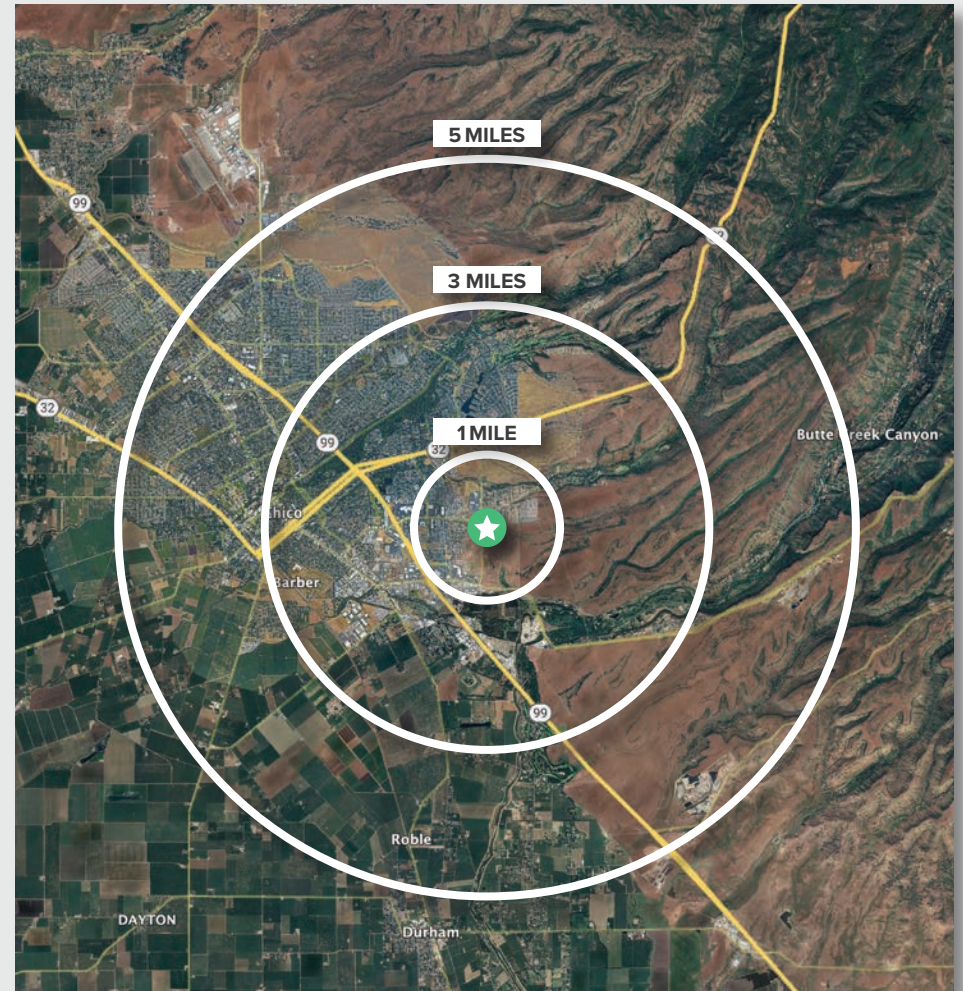 5 MILES
99
3 MILES
32
1 MILE
99
32
Butte Creek Canyon
Chico
Barber
99
Roble
DAYTON
Durham